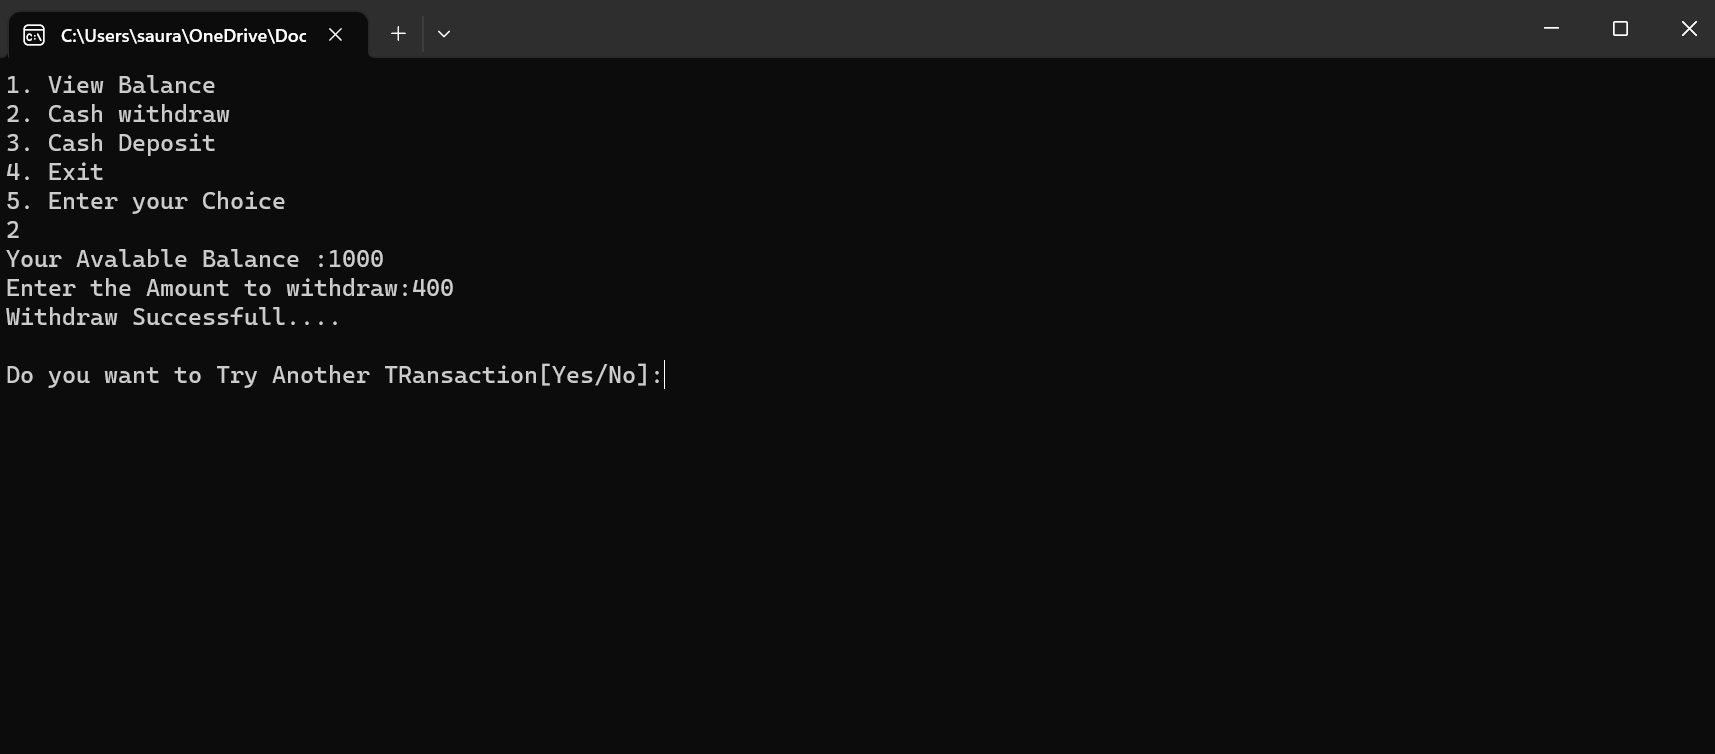 C:\Users\saura\OneDrive\Doc
1. View Balance
2. Cash withdraw
3. Cash Deposit
4. Exit
5. Enter your Choice
2
Your Avalable Balance :1000
Enter the Amount to withdraw:400
Withdraw Successfull....
Do you want to Try Another TRansaction[Yes/No]: